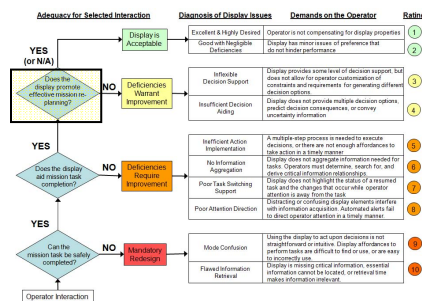 Adequacy for Selected Interaction
Diagnosis of Display Issues
Demands on the Operator
Rating
YES
(or N/A)
Display is
Acceptable
Excellent & Highly Desired
Operator is not compensating for display properties
1
Good with Negligible
Deficiencies
Display has minor issues of preference that
do not hinder performance
2
Does the
display promote
effective mission re-
planning?
NO
Deficiencies
Warrant
Improvement
Inflexible
Decision Support
Display provides some level of decision support, but
does not allow for operator customization of
constraints and requirements for generating different
decision options.
3
Insufficient Decision
Aiding
Display does not provide multiple decision options,
predict decision consequences, or convey
uncertainty information
4
YES
Does the display
aid mission task
completion?
NO
Deficiencies
Require
Improvement
Inefficient Action
Implementation
A multiple-step process is needed to execute
decisions, or there are not enough affordances to
take action in a timely manner
5
No Information
Aggregation
Display does not aggregate information needed for
tasks. Operators must determine, search for, and
derive critical information relationships.
6
Poor Task Switching
Support
Display does not highlight the status of a resumed
task and the changes that occur while operator
attention is away from the task
7
Poor Attention Direction
Distracting or confusing display elements interfere
with information acquisition. Automated alerts fail
to direct operator attention in a timely manner.
8
YES
Can the
mission task be safely
completed?
NO
Mandatory
Redesign
Mode Confusion
Using the display to act upon decisions is not
straightforward or intuitive. Display affordances to
perform tasks are difficult to find or use, or are easy
to incorrectly use.
9
Flawed Information
Retrieval
Display is missing critical information, essential
information cannot be located, or retrieval time
makes information irrelevant.
10
Operator Interaction